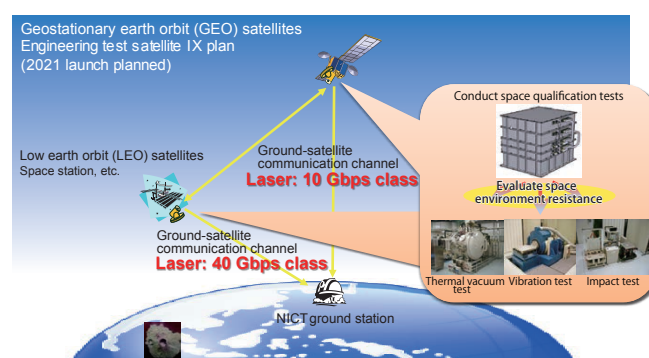 Geostationary earth orbit (GEO) satellites
Engineering test satellite IX plan
(2021 launch planned)
Conduct space qualification tests
Low earth orbit (LEO) satellites
Space station, etc.
Ground-satellite
communication channel
Laser: 10 Gbps class
Evaluate space
environment resistance
Ground-satellite
communication channel
Laser: 40 Gbps class
Thermal vacuum
test
Vibration test
Impact test
NICT ground station